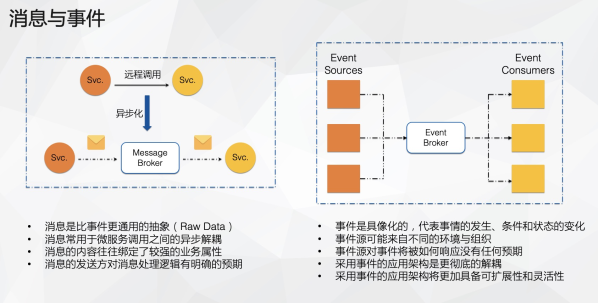 消息与事件
Svc.
远程调用
Svc.
异步化
Svc.
Message
Broker
Svc.
Event
Sources
Event
Consumers
Event
Broker
• 消息是比事件更通用的抽象（Raw Data）
• 消息常用于微服务调用之间的异步解耦
• 消息的内容往往绑定了较强的业务属性
• 消息的发送方对消息处理逻辑有明确的预期
• 事件是具像化的，代表事情的发生、条件和状态的变化
• 事件源可能来自不同的环境与组织
• 事件源对事件将被如何响应没有任何预期
• 采用事件的应用架构是更彻底的解耦
• 采用事件的应用架构将更加具备可扩展性和灵活性